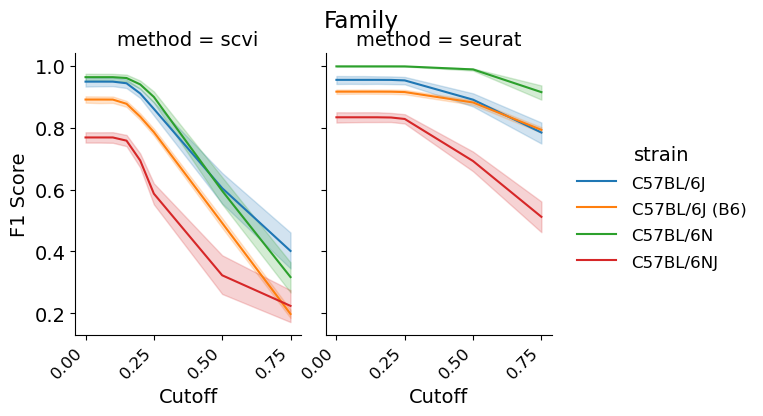 Family
method = scvi
method = seurat
1.0
0.8
0.6
0.4
0.2
F1 Score
0.00
0.25
0.50
0.75
Cutoff
0.00
0.25
0.50
0.75
Cutoff
strain
C57BL/6J
C57BL/6J (B6)
C57BL/6N
C57BL/6NJ